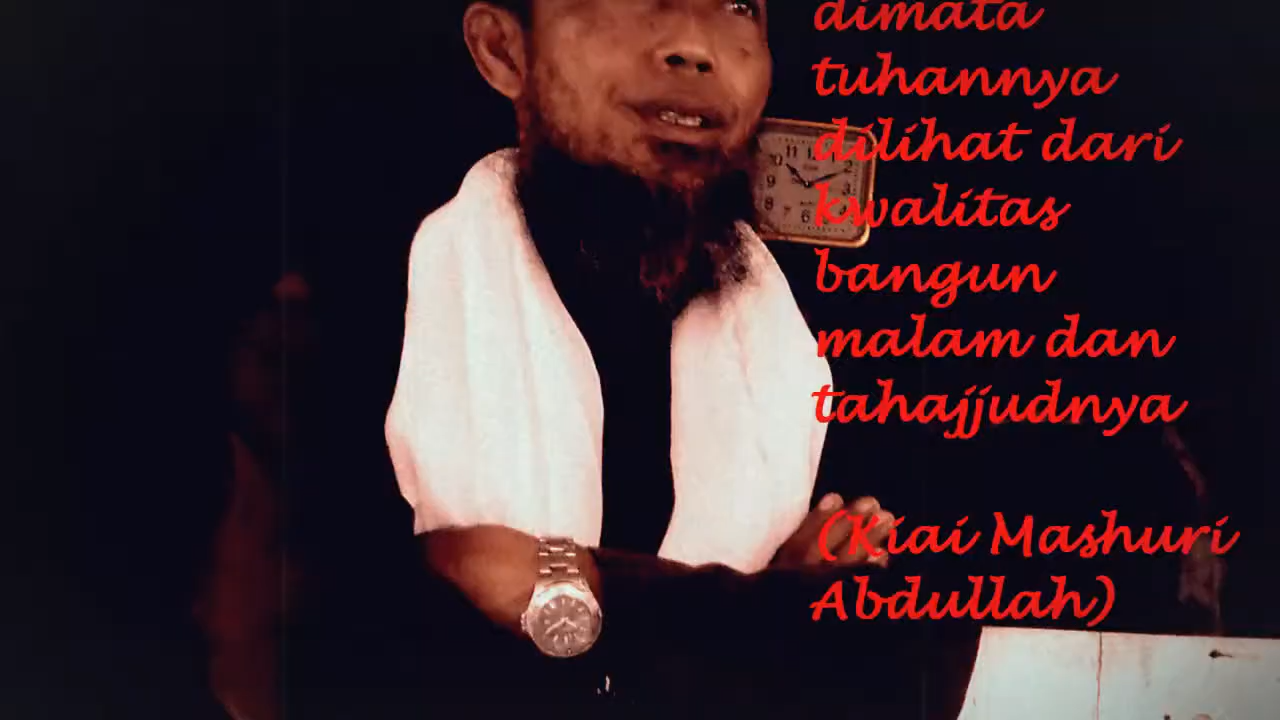 dimata
tuhannya
dilihat dari
kwalitas
bangun
malam dan
tahajjudnya
(Kiai Mashuri
Abdullah)